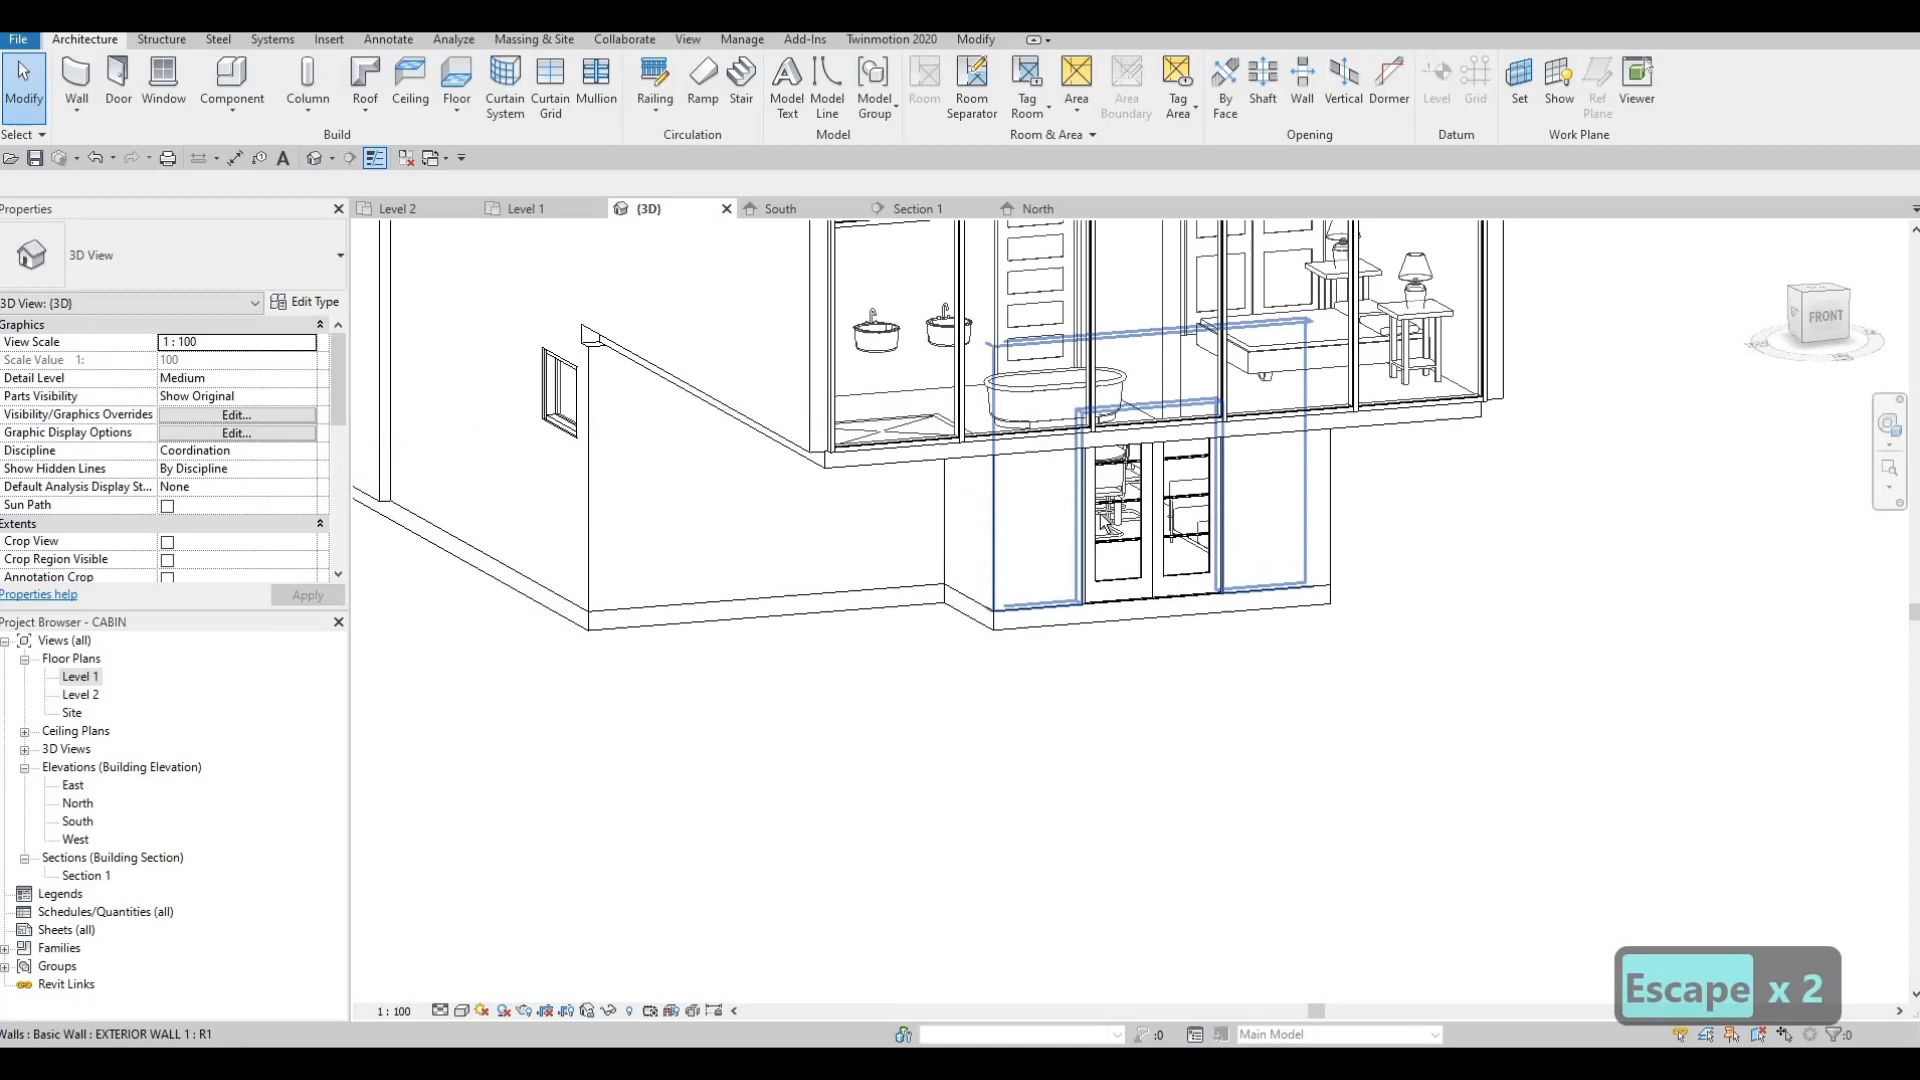 File Architecture Structure Steel Systems Insert Annotate Analyze Massing & Site Collaborate View Manage Add-Ins Twinmotion 2020 Modify
Modify Wall Door Window Component Column Roof Ceiling Floor Curtain System Curtain Grid Mullion Railing Ramp Stair Model Text Model Line Model Group Room Room Separator Tag Room Area Area Boundary Tag Area By Face Shaft Wall Vertical Dormer Level Grid Set Show Ref Plane Viewer
Select Build Circulation Model Room & Area Opening Datum Work Plane
Properties
Level 2 Level 1 {3D} South Section 1 North
3D View
3D View: {3D} Edit Type
Graphics
View Scale 1 : 100
Scale Value 1: 100
Detail Level Medium
Parts Visibility Show Original
Visibility/Graphics Overrides Edit...
Graphic Display Options Edit...
Discipline Coordination
Show Hidden Lines By Discipline
Default Analysis Display St... None
Sun Path
Extents
Crop View
Crop Region Visible
Annotation Crop
Properties help Apply
FRONT
Project Browser - CABIN
Views (all)
Floor Plans
Level 1
Level 2
Site
Ceiling Plans
3D Views
Elevations (Building Elevation)
East
North
South
West
Sections (Building Section)
Section 1
Legends
Schedules/Quantities (all)
Sheets (all)
Families
Groups
Revit Links
Escape x 2
1 : 100
Walls : Basic Wall : EXTERIOR WALL 1 : R1 :0 Main Model :0